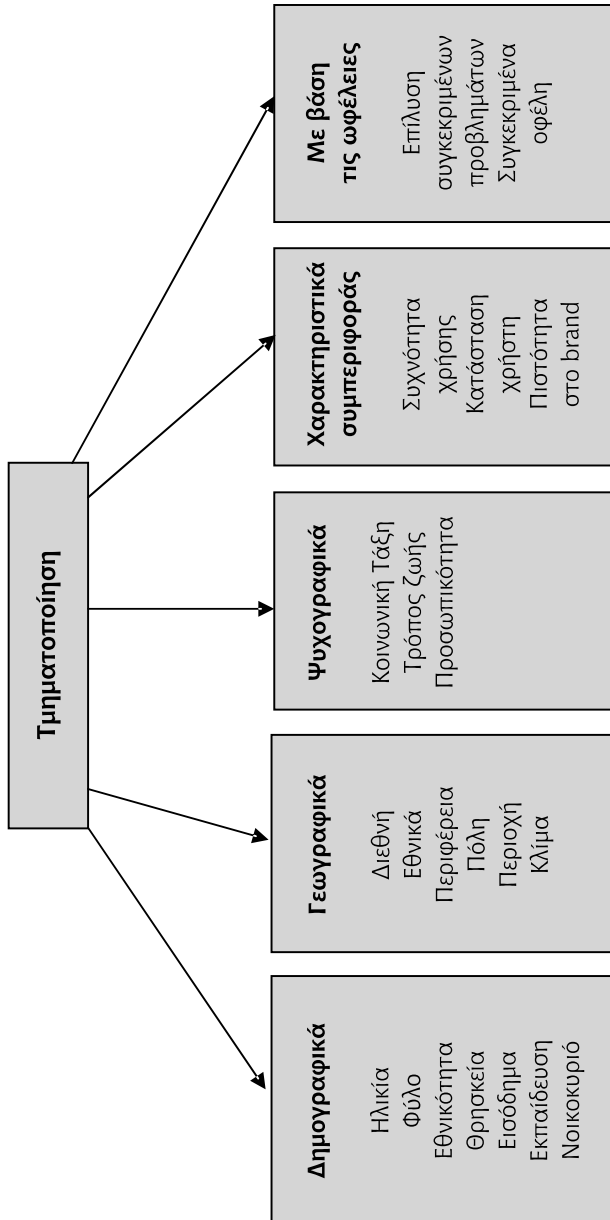 Τμηματοποίηση
Δημογραφικά
Ηλικία
Φύλο
Εθνικότητα
Θρησκεία
Εισόδημα
Εκπαίδευση
Νοικοκυριό
Γεωγραφικά
Διεθνή
Εθνικά
Περιφέρεια
Πόλη
Περιοχή
Κλίμα
Ψυχογραφικά
Κοινωνική Τάξη
Τρόπος ζωής
Προσωπικότητα
Χαρακτηριστικά
συμπεριφοράς
Συχνότητα
χρήσης
Κατάσταση
χρήστη
Πιστότητα
στο brand
Με βάση
τις ωφέλειες
Επίλυση
συγκεκριμένων
προβλημάτων
Συγκεκριμένα
οφέλη